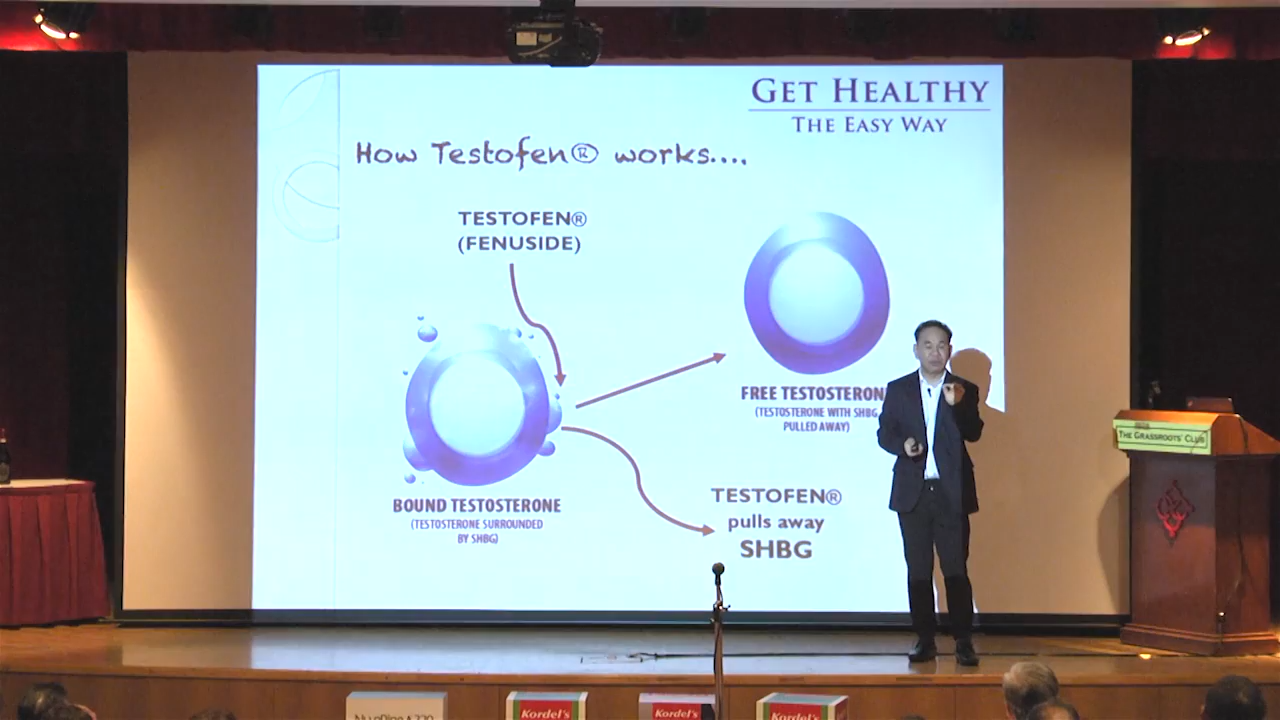 GET HEALTHY
THE EASY WAY
How Testofen® works....
TESTOFEN®
(FENUSIDE)
FREE TESTOSTERON
(TESTOSTERONE WITH SHBG
PULLED AWAY)
BOUND TESTOSTERONE
(TESTOSTERONE SURROUNDED
BY SHBG)
TESTOFEN®
pulls away
SHBG
THE GRASSROOTS' CLUB
Kordel's
Kordel's
Kordel's